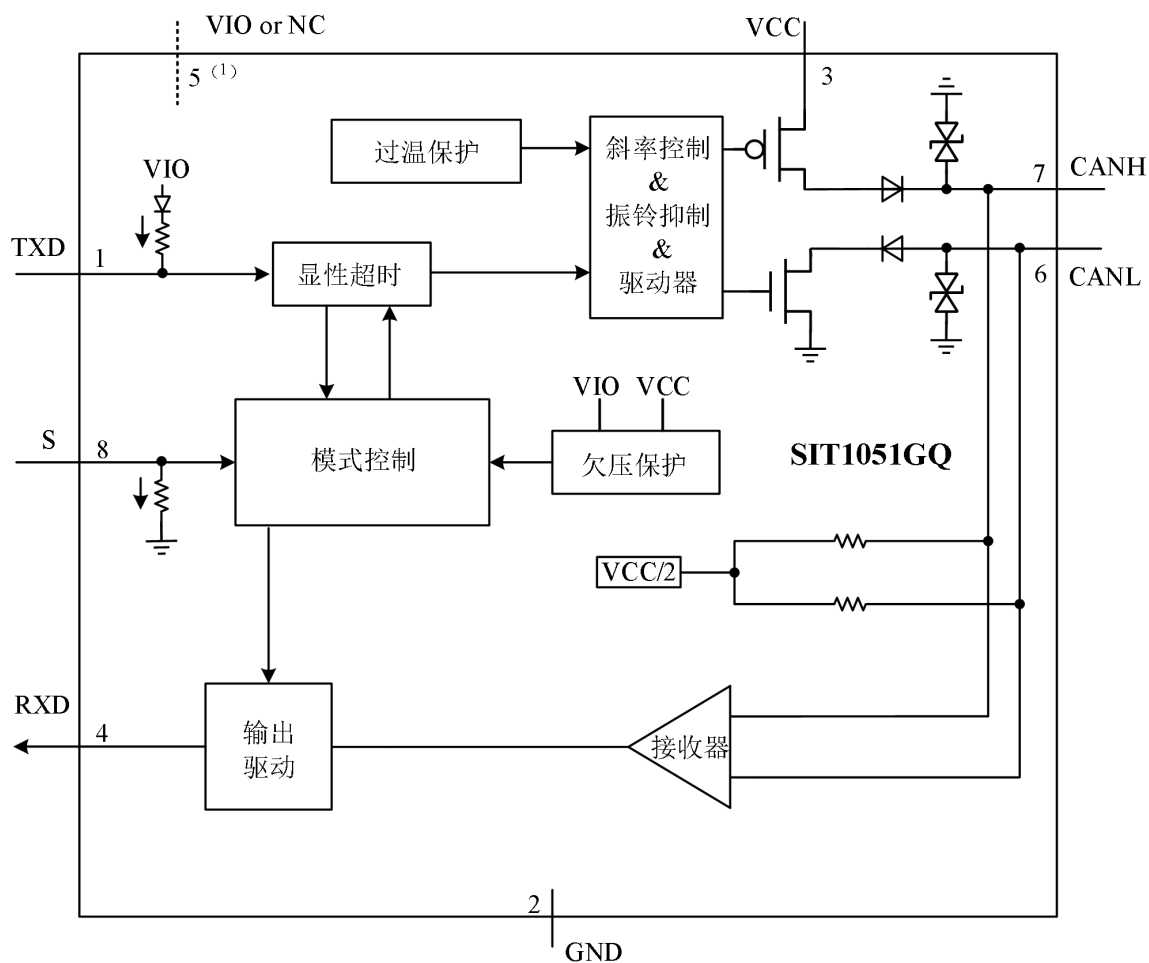 VIO or NC
VCC
5（1）
3
过温保护
斜率控制
&
振铃抑制
&
驱动器
VIO
7
CANH
TXD
1
显性超时
6
CANL
VIO
VCC
S
8
模式控制
欠压保护
SIT1051GQ
VCC/2
RXD
4
输出
驱动
接收器
2
GND